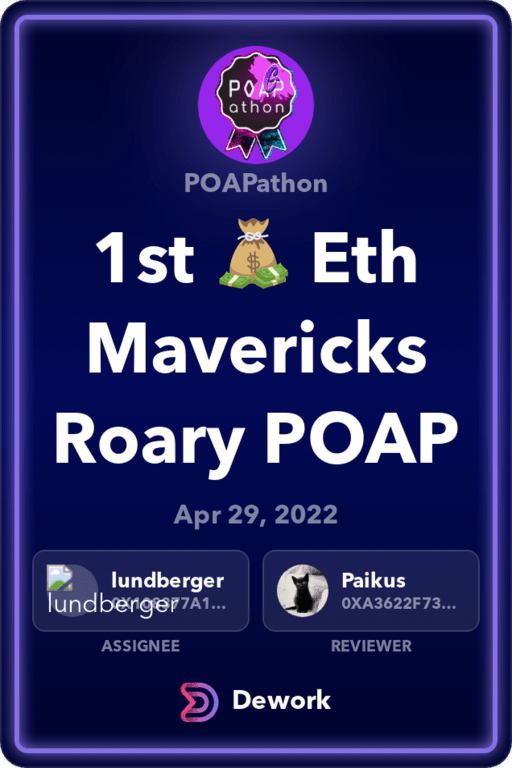 POAP
athon
POAPathon
1st 💰 Eth
Mavericks
Roary POAP
Apr 29, 2022
lundberger
lundberger
Paikus
0XA3622F73...
ASSIGNEE
REVIEWER
Dework